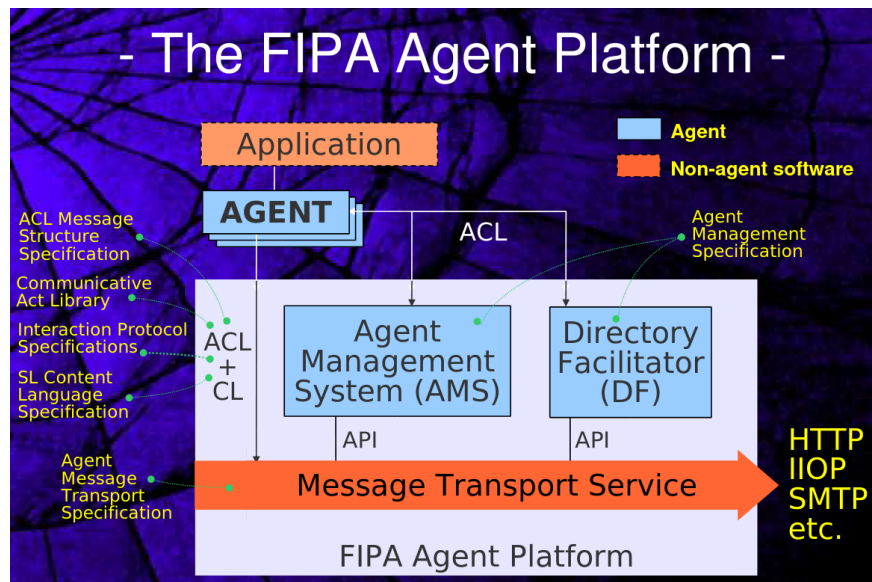 - The FIPA Agent Platform -
Application
Agent
Non-agent software
AGENT
ACL
ACL Message
Structure
Specification
Agent
Management
Specification
Communicative
Act Library
Interaction Protocol
Specifications
SL Content
Language
Specification
ACL
+
CL
Agent
Management
System (AMS)
Directory
Facilitator
(DF)
API
API
Agent
Message
Transport
Specification
Message Transport Service
HTTP
IIOP
SMTP
etc.
FIPA Agent Platform